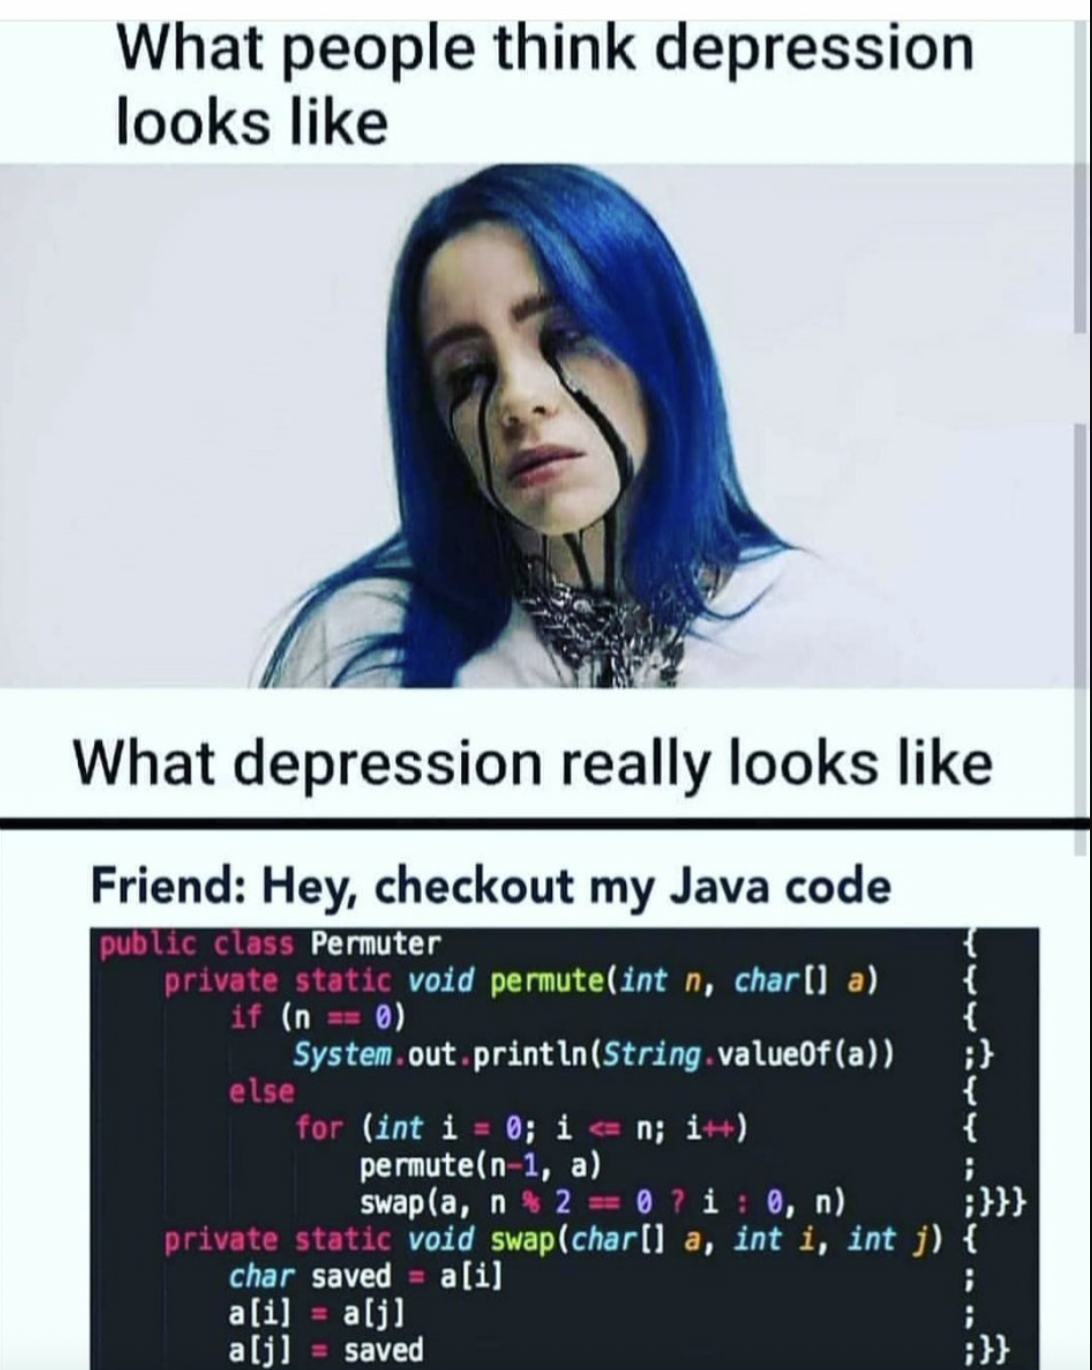 What people think depression
looks like
What depression really looks like
Friend: Hey, checkout my Java code
public class Permuter {
private static void permute(int n, char[] a) {
if (n == 0) {
System.out.println(String.valueOf(a)) ;}
else {
for (int i = 0; i <= n; i++) {
permute(n-1, a) ;
swap(a, n % 2 == 0 ? i : 0, n) ;}}}
private static void swap(char[] a, int i, int j) {
char saved = a[i] ;
a[i] = a[j] ;
a[j] = saved ;}}